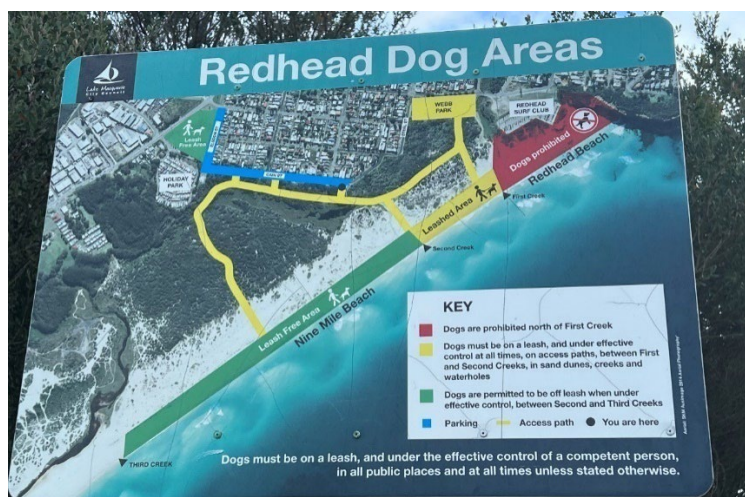 Lake Macquarie
City Council
Redhead Dog Areas
WEBB
PARK
REDHEAD
SURF CLUB
Dogs prohibited
Redhead Beach
Leash
Free Area
HOLIDAY
PARK
First Creek
Leashed Area
Second Creek
Leash Free Area
Nine Mile Beach
THIRD CREEK
KEY
Dogs are prohibited north of First Creek
Dogs must be on a leash, and under effective
control at all times, on access paths, between First
and Second Creeks, in sand dunes, creeks and
waterholes
Dogs are permitted to be off leash when under
effective control, between Second and Third Creeks
Parking
Access path
You are here
Dogs must be on a leash, and under the effective control of a competent person,
in all public places and at all times unless stated otherwise.